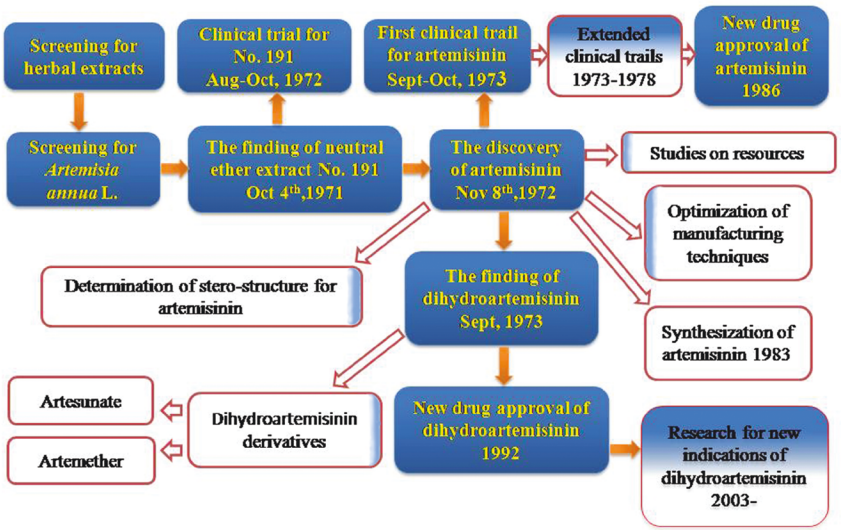 Screening for
herbal extracts
Clinical trial for
No. 191
Aug-Oct, 1972
First clinical trail
for artemisinin
Sept-Oct, 1973
Extended
clinical trails
1973-1978
New drug
approval of
artemisinin
1986
Screening for
Artemisia
annua L.
The finding of neutral
ether extract No. 191
Oct 4th,1971
The discovery
of artemisinin
Nov 8th,1972
Studies on resources
Optimization of
manufacturing
techniques
Determination of stero-structure for
artemisinin
The finding of
dihydroartemisinin
Sept, 1973
Synthesization of
artemisinin 1983
Artesunate
Artemether
Dihydroartemisinin
derivatives
New drug approval of
dihydroartemisinin
1992
Research for new
indications of
dihydroartemisinin
2003-